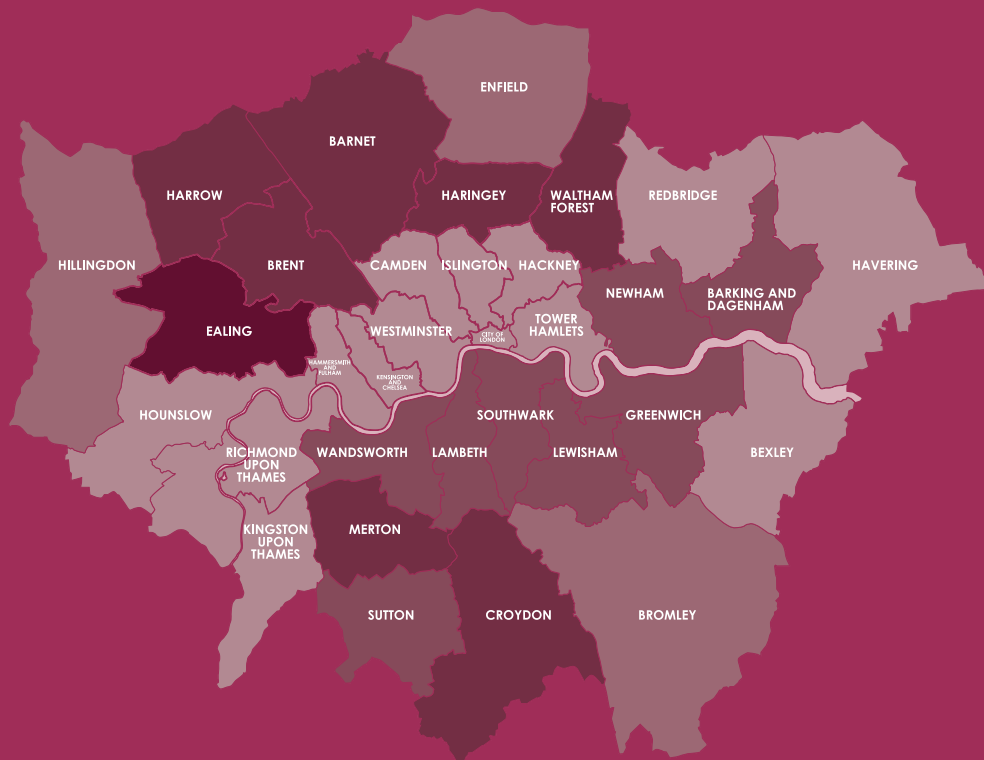 ENFIELD
BARNET
HARROW
HARINGEY
WALTHAM
FOREST
REDBRIDGE
HILLINGDON
BRENT
CAMDEN
ISLINGTON
HACKNEY
HAVERING
NEWHAM
BARKING AND
DAGENHAM
EALING
WESTMINSTER
CITY OF
LONDON
TOWER
HAMLETS
HAMMERSMITH
AND
FULHAM
KENSINGTON
AND
CHELSEA
HOUNSLOW
SOUTHWARK
GREENWICH
RICHMOND
UPON
THAMES
WANDSWORTH
LAMBETH
LEWISHAM
BEXLEY
KINGSTON
UPON
THAMES
MERTON
SUTTON
CROYDON
BROMLEY